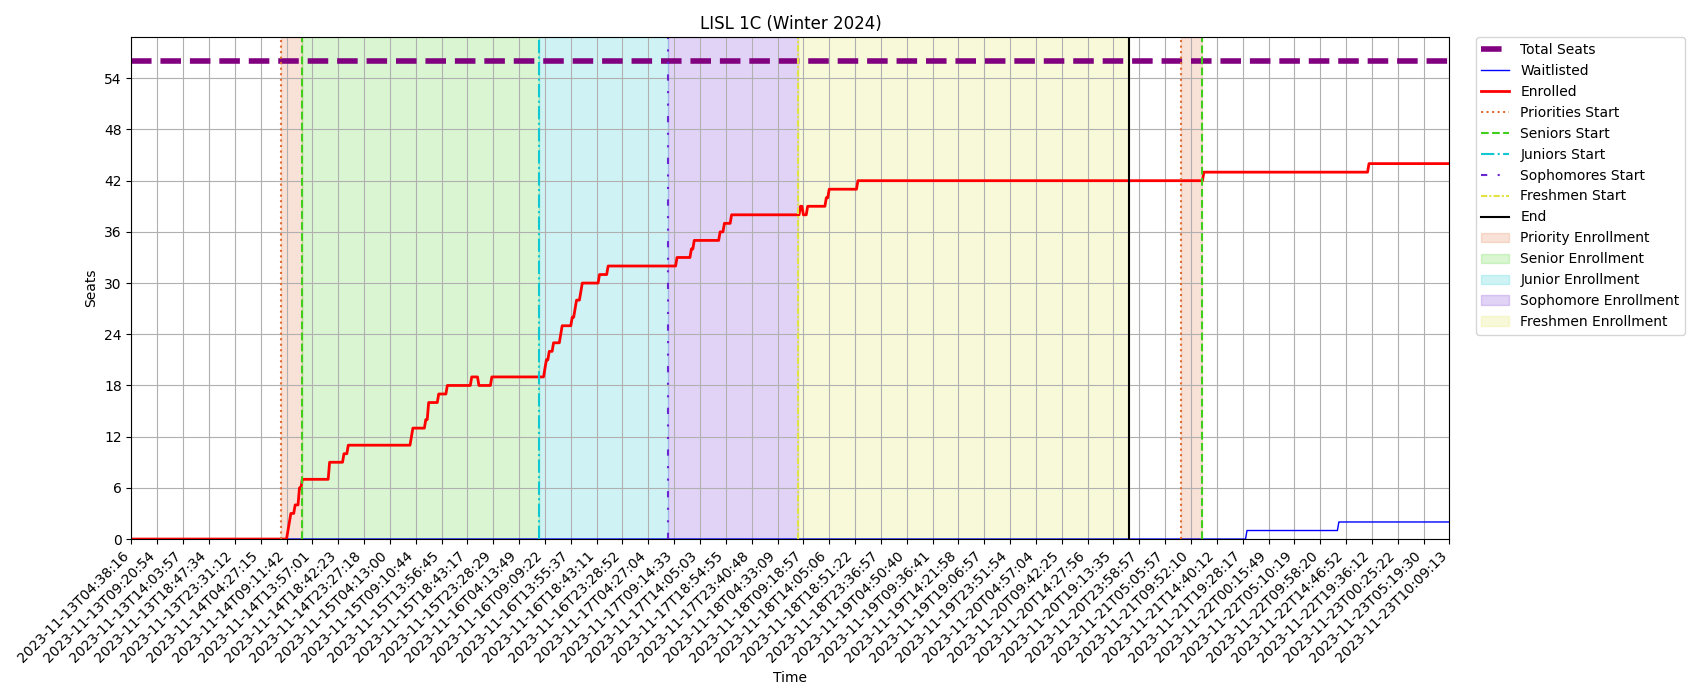 LISL 1C (Winter 2024)
Seats
54
48
42
36
30
24
18
12
6
0
2023-11-13T04:38:16
2023-11-13T09:20:54
2023-11-13T14:03:57
2023-11-13T18:47:34
2023-11-13T23:31:12
2023-11-14T04:27:15
2023-11-14T09:11:42
2023-11-14T13:57:01
2023-11-14T18:42:23
2023-11-14T23:27:18
2023-11-15T04:13:00
2023-11-15T09:10:44
2023-11-15T13:56:45
2023-11-15T18:43:17
2023-11-15T23:28:29
2023-11-16T04:13:49
2023-11-16T09:09:22
2023-11-16T13:55:37
2023-11-16T18:43:11
2023-11-16T23:28:52
2023-11-17T04:27:04
2023-11-17T09:14:33
2023-11-17T14:05:03
2023-11-17T18:54:55
2023-11-17T23:40:48
2023-11-18T04:33:09
2023-11-18T09:18:57
2023-11-18T14:05:06
2023-11-18T18:51:22
2023-11-18T23:36:57
2023-11-19T04:50:40
2023-11-19T09:36:41
2023-11-19T14:21:58
2023-11-19T19:06:57
2023-11-19T23:51:54
2023-11-20T04:57:04
2023-11-20T09:42:25
2023-11-20T14:27:56
2023-11-20T19:13:35
2023-11-20T23:58:57
2023-11-21T05:05:57
2023-11-21T09:52:10
2023-11-21T14:40:12
2023-11-21T19:28:17
2023-11-22T00:15:49
2023-11-22T05:10:19
2023-11-22T09:58:20
2023-11-22T14:46:52
2023-11-22T19:36:12
2023-11-23T00:25:22
2023-11-23T05:19:30
2023-11-23T10:09:13
Time
Total Seats
Waitlisted
Enrolled
Priorities Start
Seniors Start
Juniors Start
Sophomores Start
Freshmen Start
End
Priority Enrollment
Senior Enrollment
Junior Enrollment
Sophomore Enrollment
Freshmen Enrollment